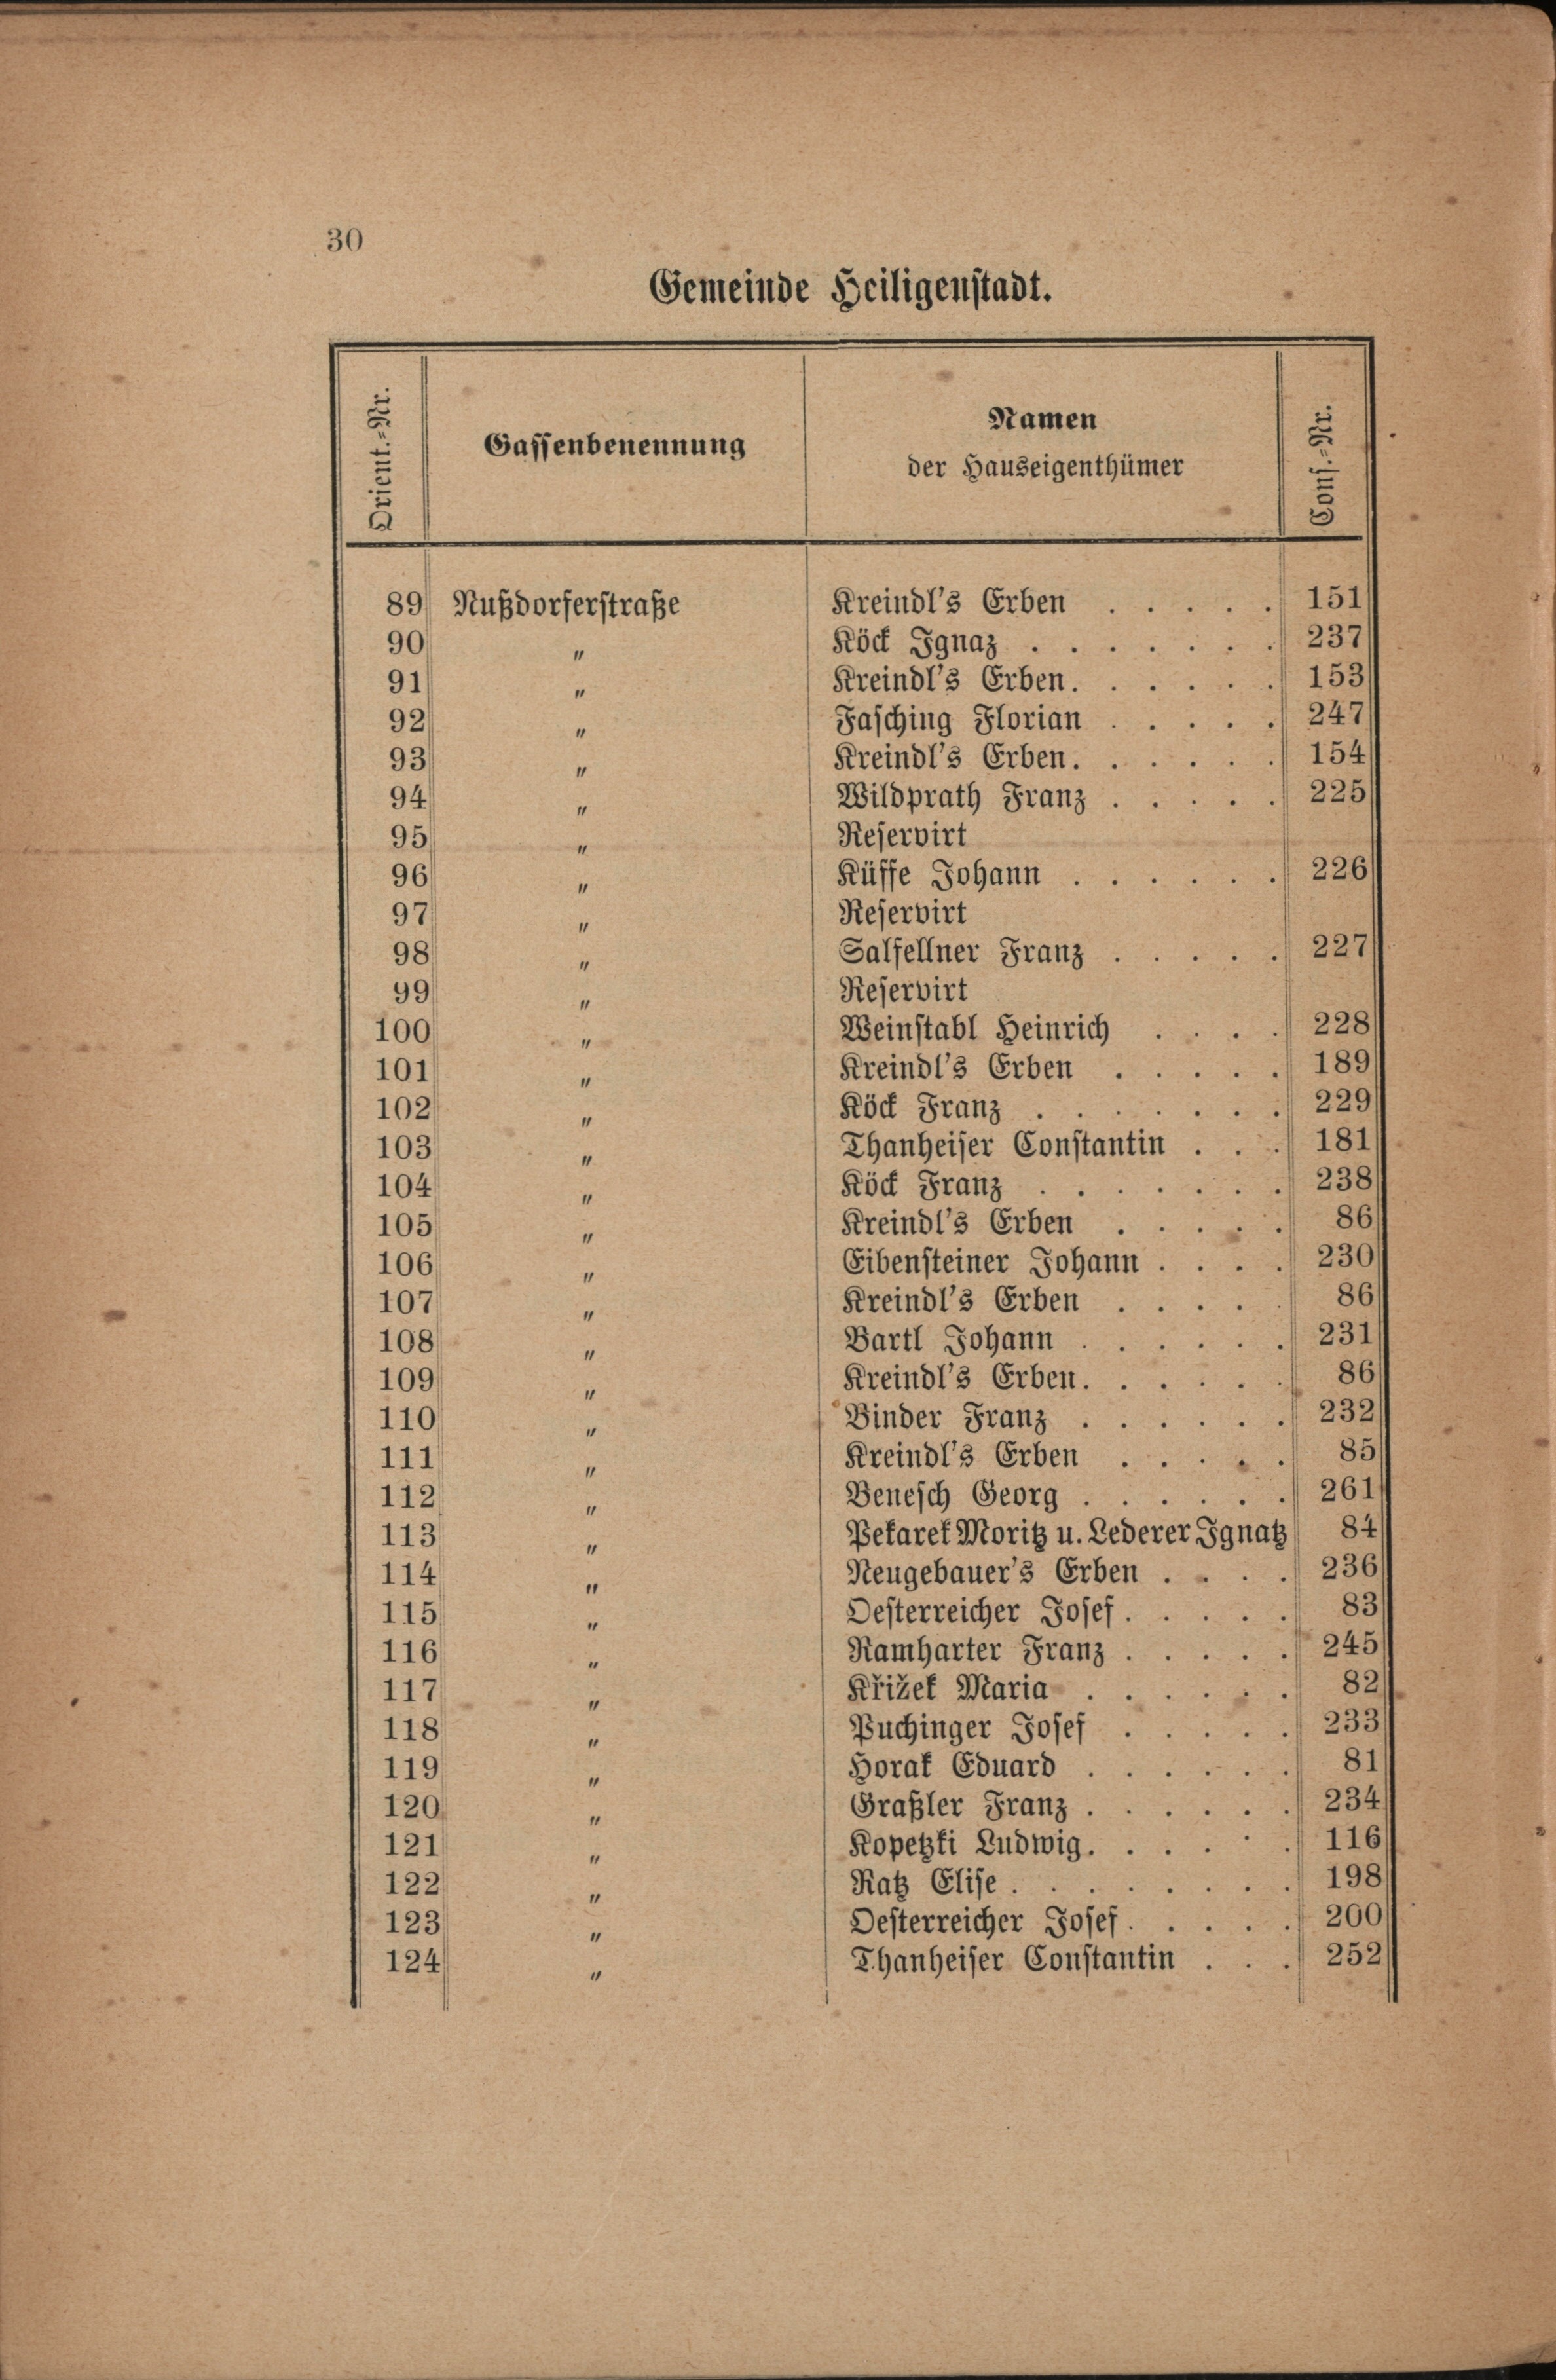 30
Gemeinde Heiligenstadt.
Orient.-Nr. Gassenbenennung Namen der Hauseigenthümer Cons.-Nr.
89 Nußdorferstraße Kreindl's Erben . . . . . 151
90 " Köck Ignaz . . . . . . . 237
91 " Kreindl's Erben. . . . . . 153
92 " Fasching Florian . . . . . 247
93 " Kreindl's Erben. . . . . . 154
94 " Wildprath Franz . . . . . 225
95 " Reservirt
96 " Küffe Johann . . . . . . 226
97 " Reservirt
98 " Salfellner Franz . . . . . 227
99 " Reservirt
100 " Weinstabl Heinrich . . . . 228
101 " Kreindl's Erben . . . . . 189
102 " Köck Franz . . . . . . . 229
103 " Thanheiser Constantin . . . 181
104 " Köck Franz . . . . . . . 238
105 " Kreindl's Erben . . . . . 86
106 " Eibensteiner Johann . . . . 230
107 " Kreindl's Erben . . . . . 86
108 " Bartl Johann . . . . . . 231
109 " Kreindl's Erben. . . . . . 86
110 " Binder Franz . . . . . . 232
111 " Kreindl's Erben . . . . . 85
112 " Benesch Georg . . . . . . 261
113 " Pekarek Moritz u. Lederer Ignatz 84
114 " Neugebauer's Erben . . . . 236
115 " Oesterreicher Josef. . . . . 83
116 " Ramharter Franz . . . . . 245
117 " Křižek Maria . . . . . . 82
118 " Puchinger Josef . . . . . 233
119 " Horak Eduard . . . . . . 81
120 " Graßler Franz . . . . . . 234
121 " Kopetzki Ludwig. . . . . . 116
122 " Katz Elise . . . . . . . . 198
123 " Oesterreicher Josef. . . . . 200
124 " Thanheiser Constantin . . . 252